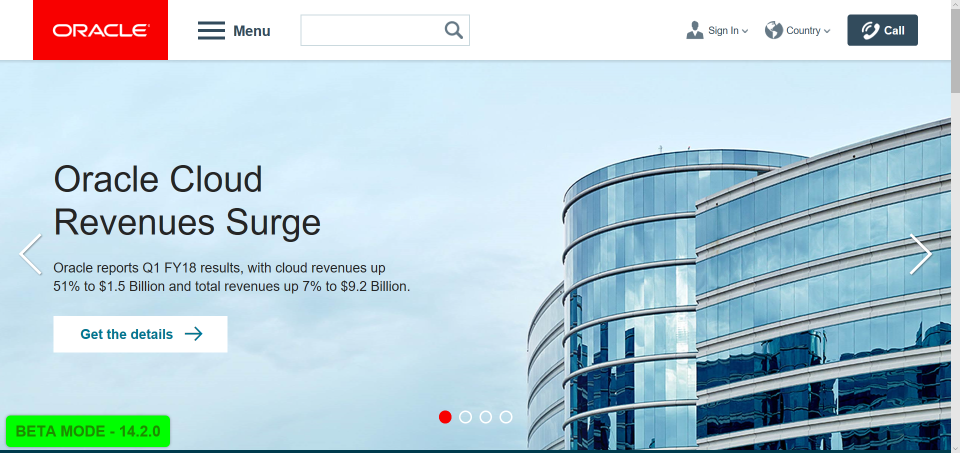 ORACLE
Menu
Sign In
Country
Call
Oracle Cloud
Revenues Surge
Oracle reports Q1 FY18 results, with cloud revenues up
51% to $1.5 Billion and total revenues up 7% to $9.2 Billion.
Get the details
BETA MODE - 14.2.0